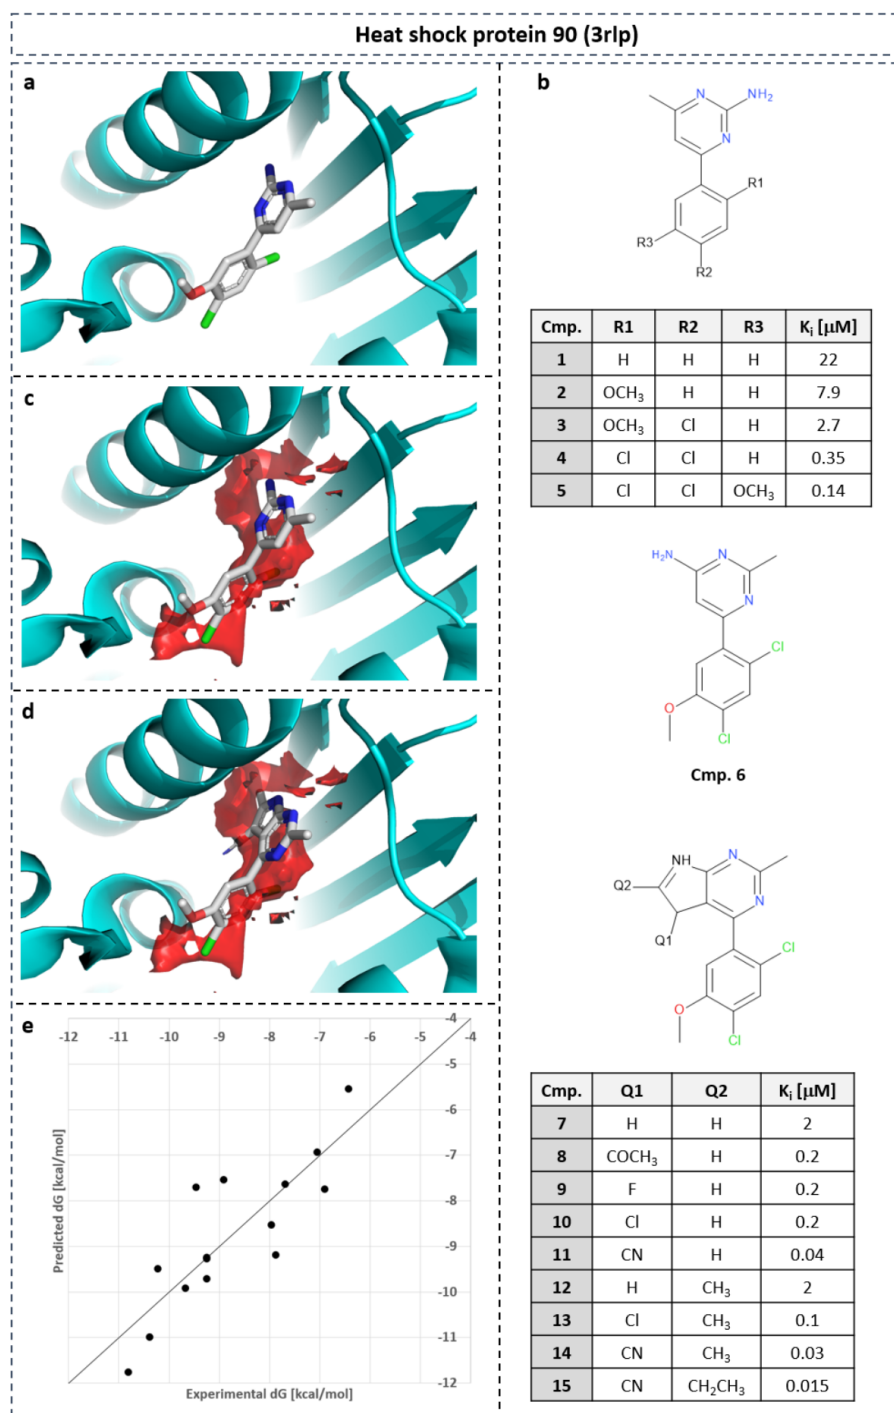 Heat shock protein 90 (3rlp)
a
b
N
NH₂
N
R1
R3
R2
Cmp. R1 R2 R3 Kᵢ [μM]
1 H H H 22
2 OCH₃ H H 7.9
3 OCH₃ Cl H 2.7
4 Cl Cl H 0.35
5 Cl Cl OCH₃ 0.14
c
H₂N
N
N
Cl
O
Cl
Cmp. 6
d
NH
N
Q2
N
Q1
Cl
O
Cl
e
-12 -11 -10 -9 -8 -7 -6 -5 -4
-4
-5
-6
-7
-8
-9
-10
-11
-12
Predicted dG [kcal/mol]
Experimental dG [kcal/mol]
Cmp. Q1 Q2 Kᵢ [μM]
7 H H 2
8 COCH₃ H 0.2
9 F H 0.2
10 Cl H 0.2
11 CN H 0.04
12 H CH₃ 2
13 Cl CH₃ 0.1
14 CN CH₃ 0.03
15 CN CH₂CH₃ 0.015